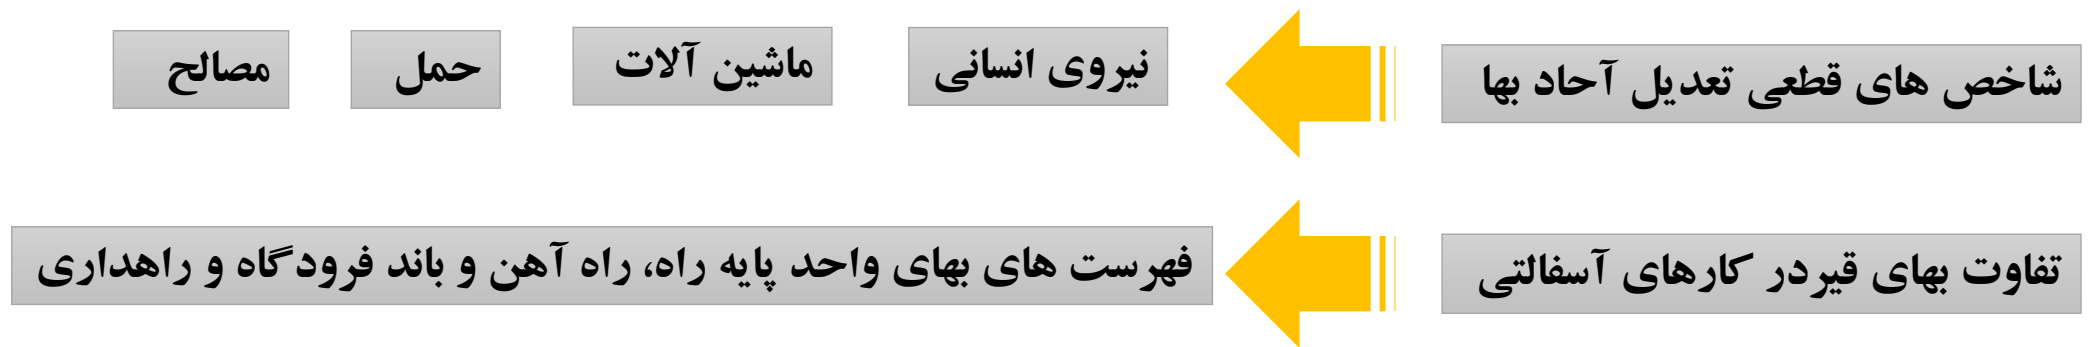 شاخص های قطعی تعدیل آحاد بها
نیروی انسانی
ماشین آلات
حمل
مصالح
تفاوت بهای قیردر کارهای آسفالتی
فهرست های بهای واحد پایه راه، راه آهن و باند فرودگاه و راهداری